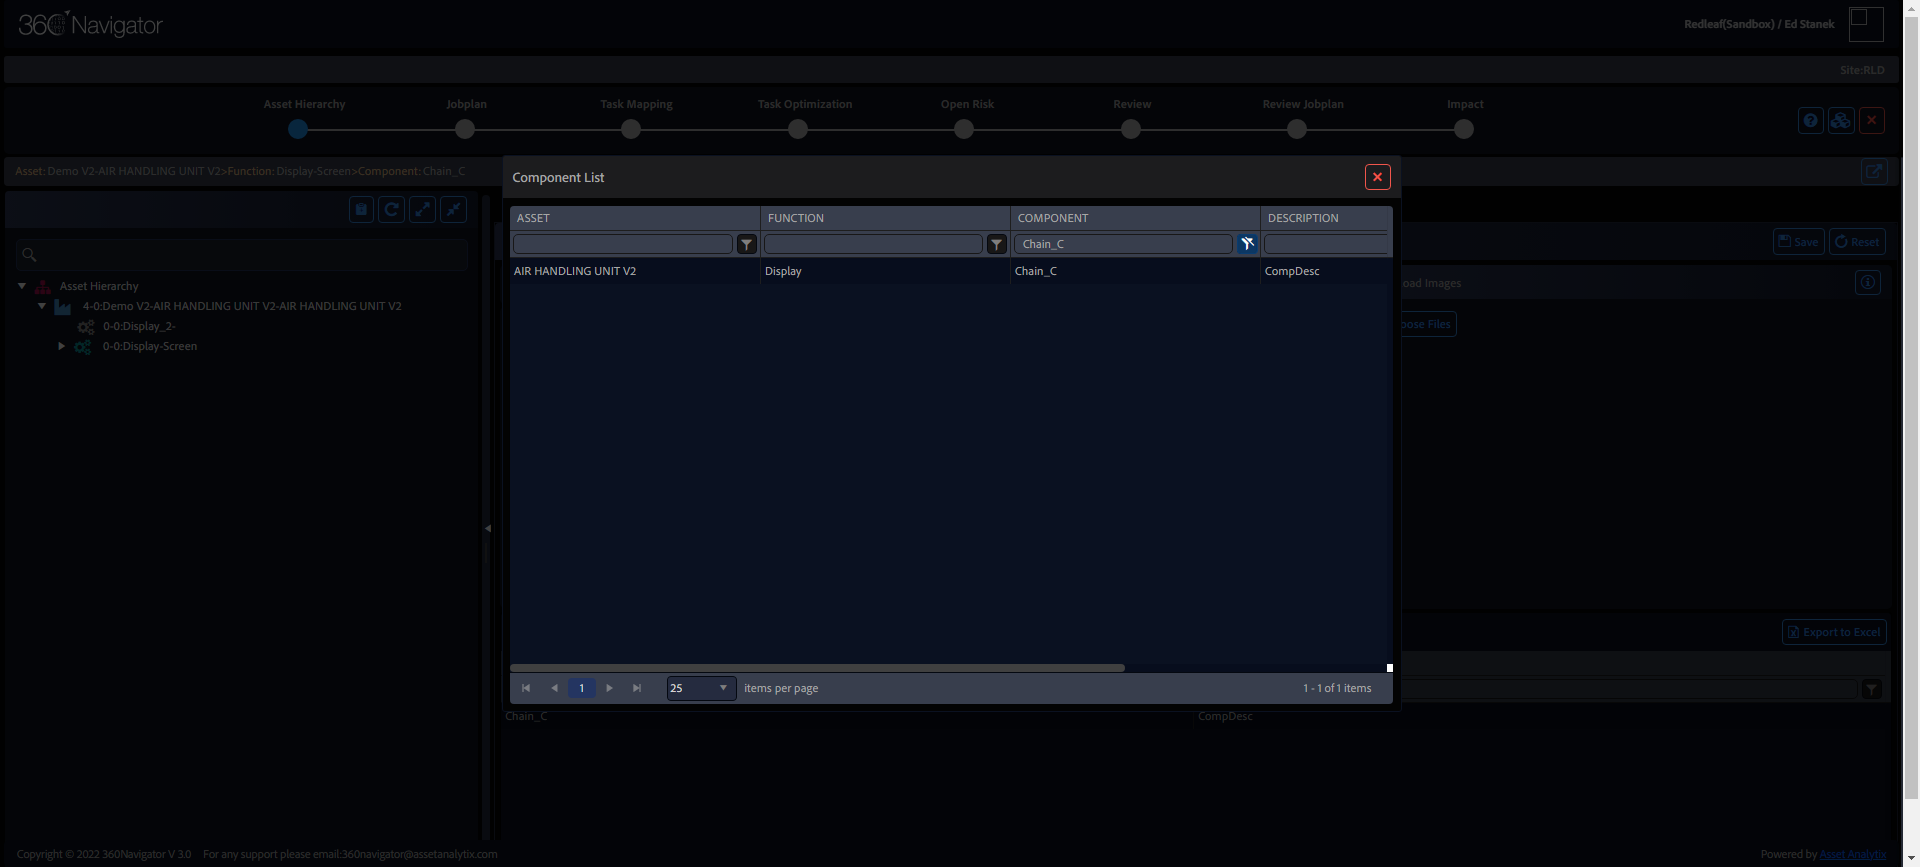 360 Navigator
Redleaf(Sandbox) / Ed Stanek
Site:RLD
Asset Hierarchy Jobplan Task Mapping Task Optimization Open Risk Review Review Jobplan Impact
Asset: Demo V2-AIR HANDLING UNIT V2>Function: Display-Screen>Component: Chain_C
Component List
ASSET FUNCTION COMPONENT DESCRIPTION
Chain_C
AIR HANDLING UNIT V2 Display Chain_C CompDesc
Save Reset
Asset Hierarchy
4-0:Demo V2-AIR HANDLING UNIT V2-AIR HANDLING UNIT V2
0-0:Display_2-
0-0:Display-Screen
Images
Files
Export to Excel
1 25 items per page 1 - 1 of 1 items
Chain_C CompDesc
Copyright © 2022 360Navigator V 3.0 For any support please email:360navigator@assetanalytix.com
Powered by Asset Analytix